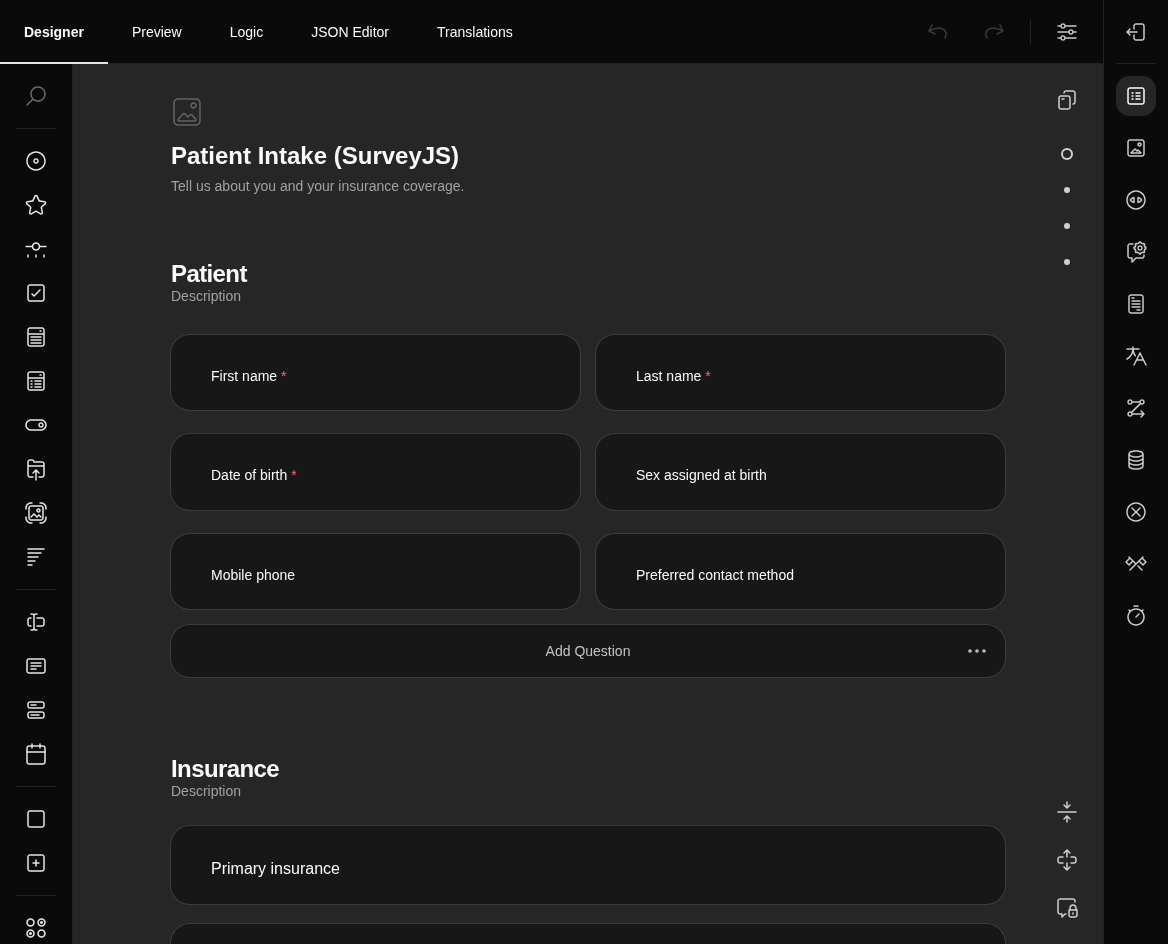 Designer
Preview
Logic
JSON Editor
Translations
Patient Intake (SurveyJS)
Tell us about you and your insurance coverage.
Patient
Description
First name *
Last name *
Date of birth *
Sex assigned at birth
Mobile phone
Preferred contact method
Add Question
Insurance
Description
Primary insurance